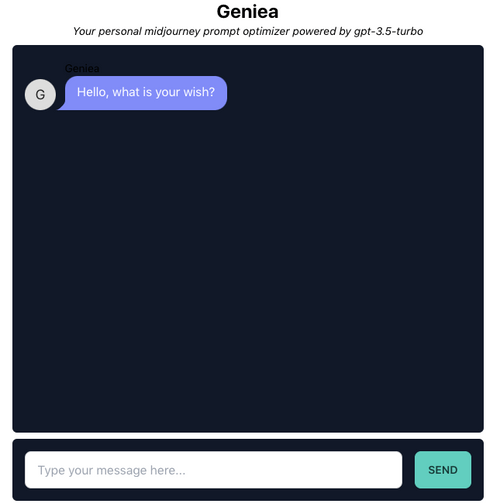 Geniea
Your personal midjourney prompt optimizer powered by gpt-3.5-turbo
Geniea
G
Hello, what is your wish?
Type your message here...
SEND